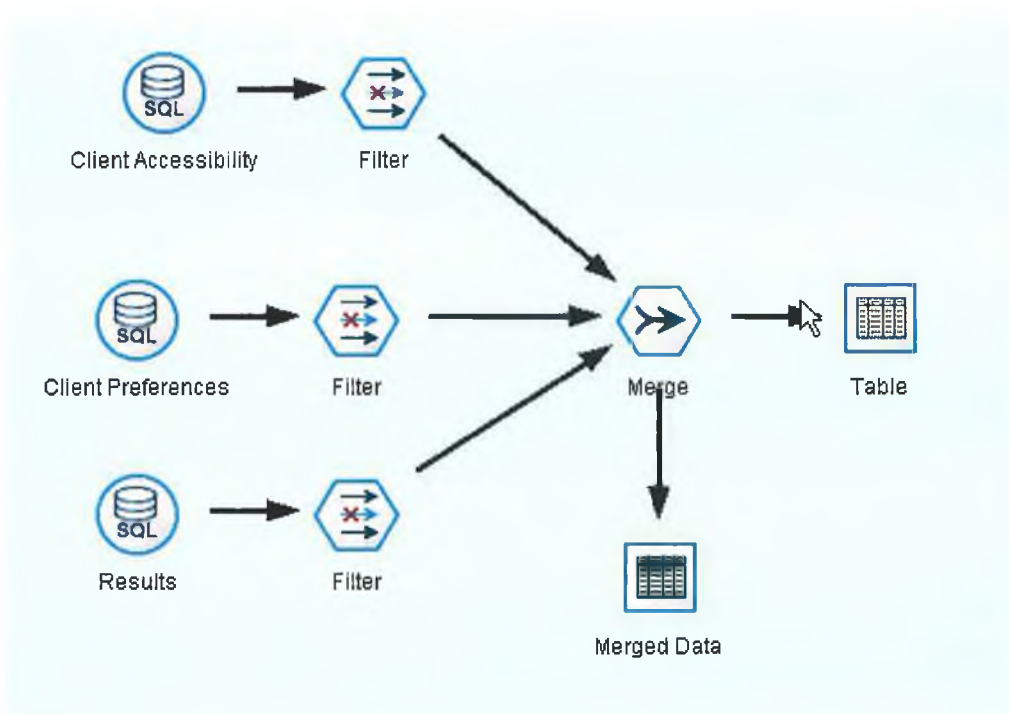 SQL
Client Accessibility
Filter
SQL
Client Preferences
Filter
Merge
Table
SQL
Results
Filter
Merged Data